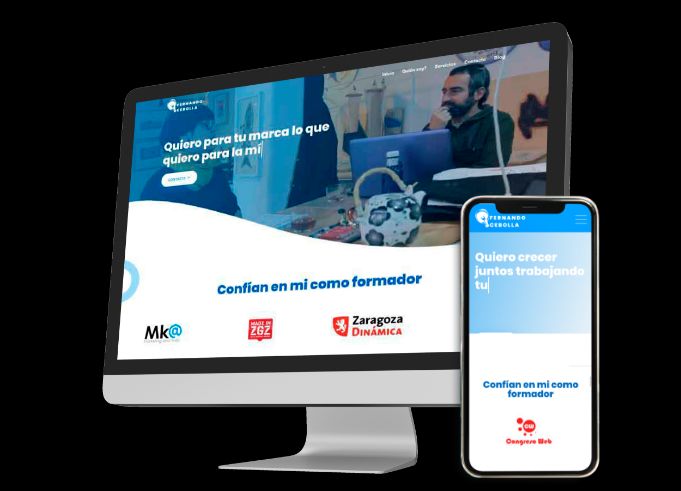 Inicio Quién soy? Servicios Contacto Blog
FERNANDO
CEBOLLA
Quiero para tu marca lo que
quiero para la mí
CONTACTO
Confían en mi como formador
Mk@
MADE IN
ZGZ
Zaragoza
DINÁMICA
FERNANDO
CEBOLLA
Quiero crecer
juntos trabajando
tu
Confían en mi como
formador
CW
Congreso Web